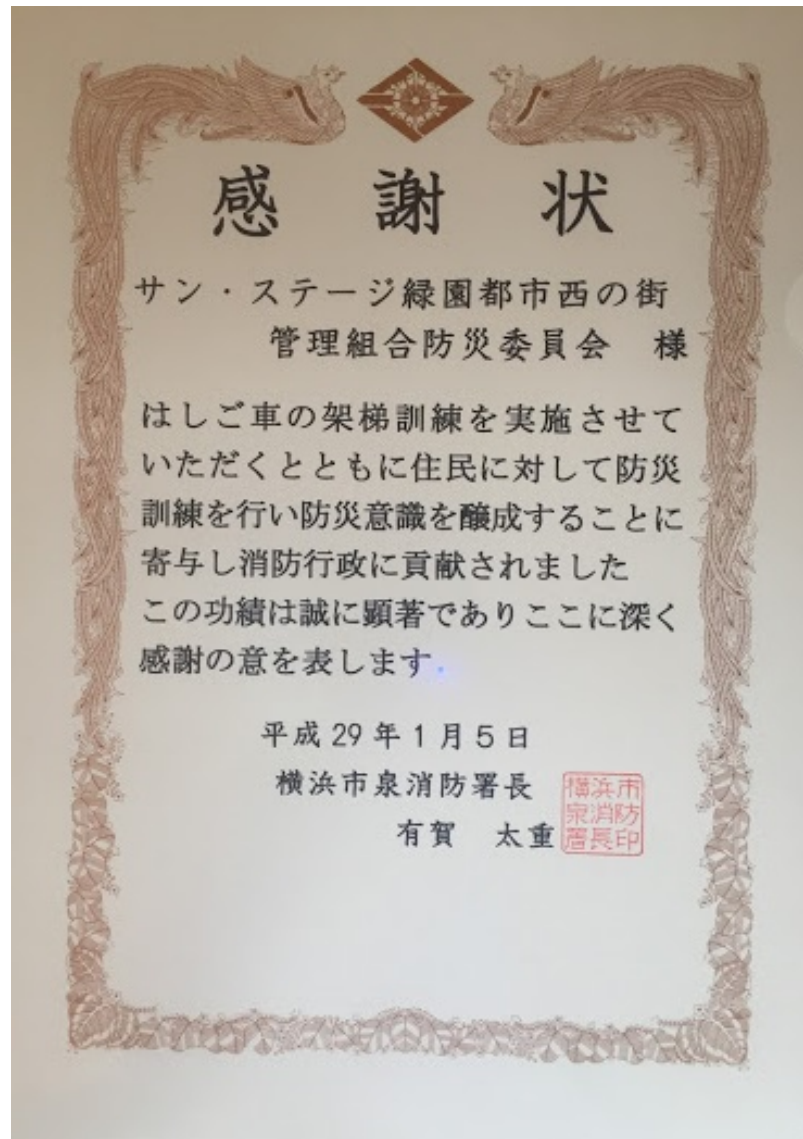 感謝状
サン・ステージ緑園都市西の街
管理組合防災委員会 様
はしご車の架梯訓練を実施させて
いただくとともに住民に対して防災
訓練を行い防災意識を醸成することに
寄与し消防行政に貢献されました
この功績は誠に顕著でありここに深く
感謝の意を表します
平成29年1月5日
横浜市泉消防署長
有賀 太重
横浜市
泉消防
署長印